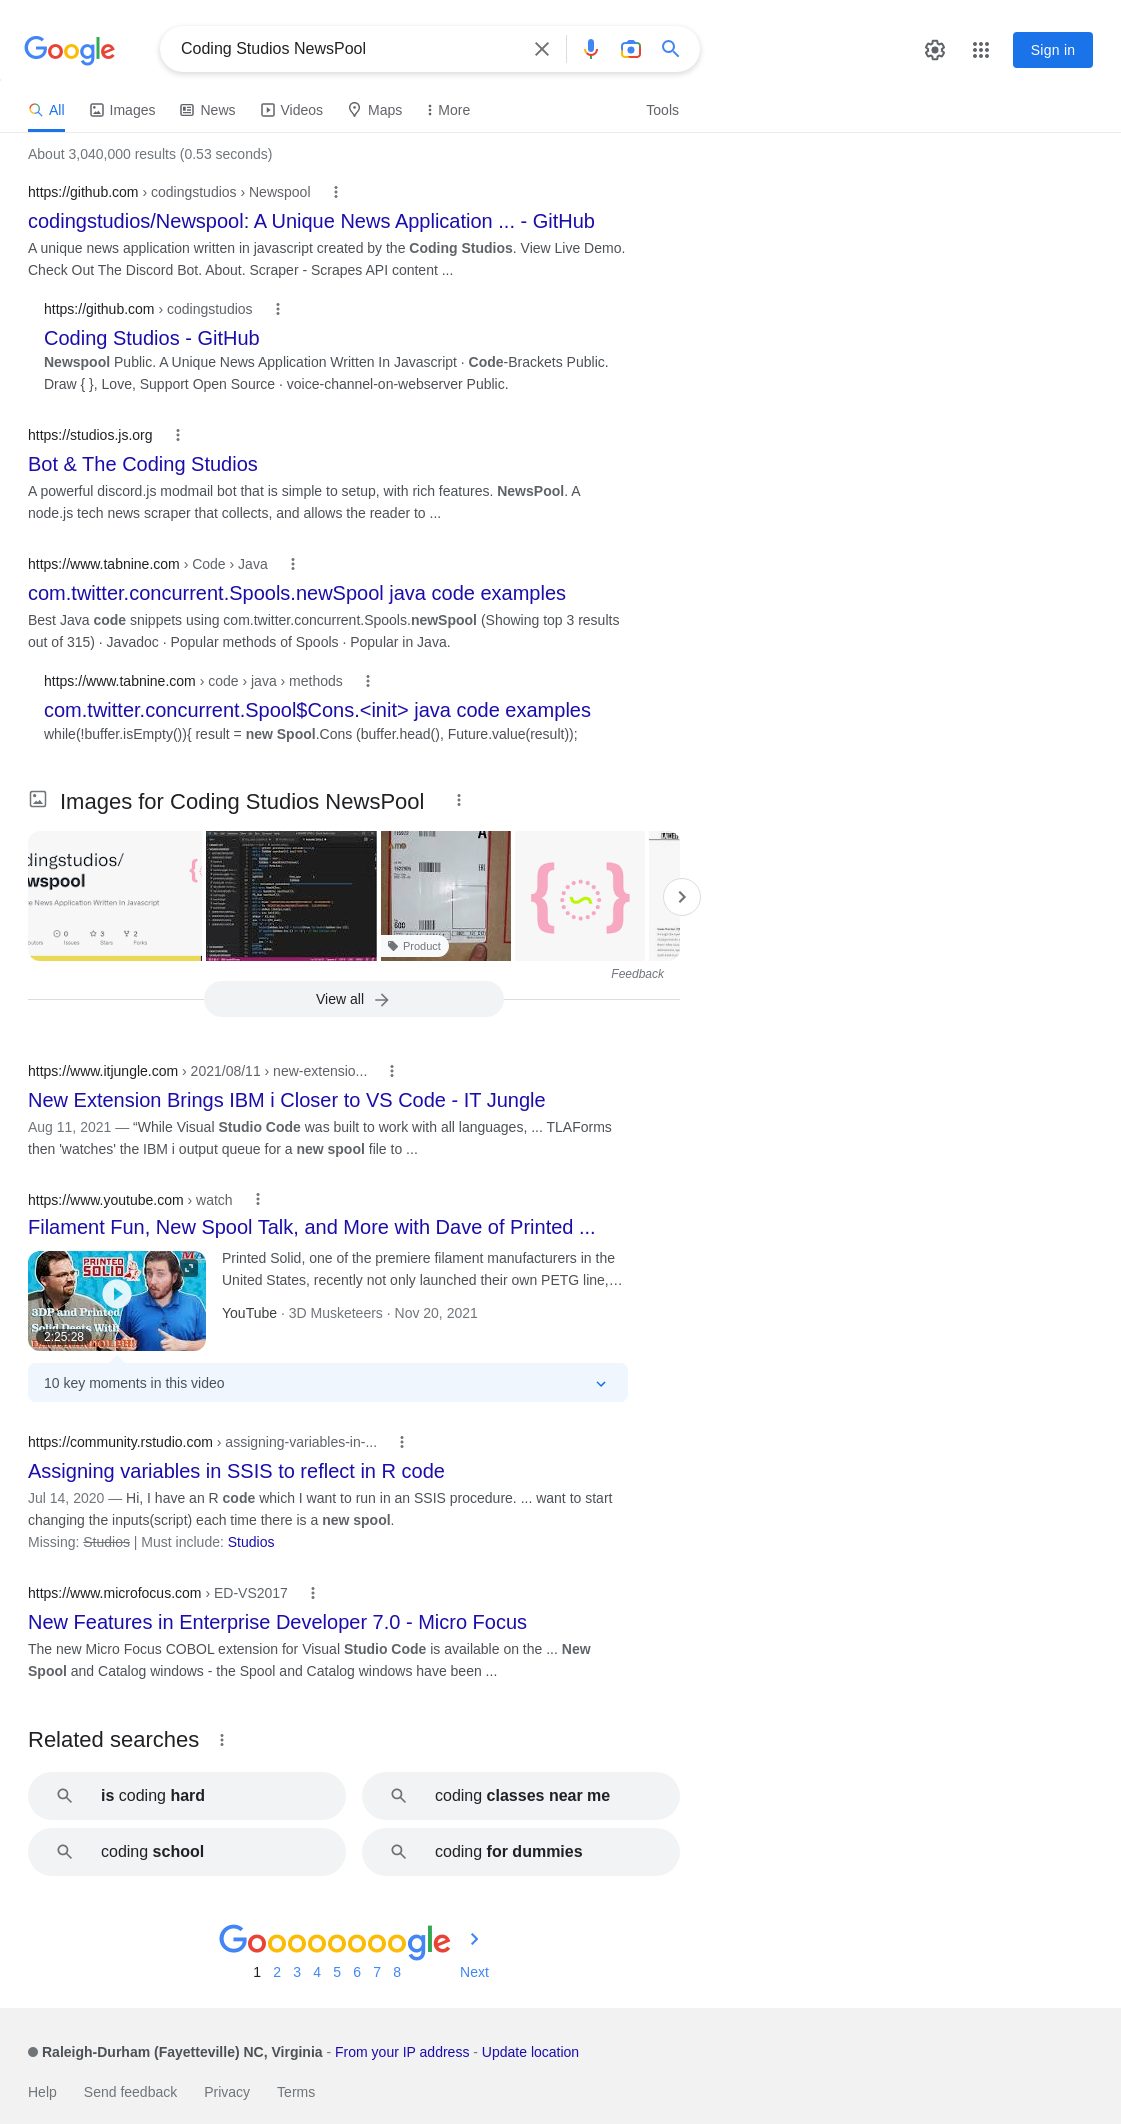 Google
Coding Studios NewsPool
Sign in
All Images News Videos Maps More Tools
About 3,040,000 results (0.53 seconds)
https://github.com › codingstudios › Newspool
codingstudios/Newspool: A Unique News Application ... - GitHub
A unique news application written in javascript created by the Coding Studios. View Live Demo.
Check Out The Discord Bot. About. Scraper - Scrapes API content ...
https://github.com › codingstudios
Coding Studios - GitHub
Newspool Public. A Unique News Application Written In Javascript · Code-Brackets Public.
Draw { }, Love, Support Open Source · voice-channel-on-webserver Public.
https://studios.js.org
Bot & The Coding Studios
A powerful discord.js modmail bot that is simple to setup, with rich features. NewsPool. A
node.js tech news scraper that collects, and allows the reader to ...
https://www.tabnine.com › Code › Java
com.twitter.concurrent.Spools.newSpool java code examples
Best Java code snippets using com.twitter.concurrent.Spools.newSpool (Showing top 3 results
out of 315) · Javadoc · Popular methods of Spools · Popular in Java.
https://www.tabnine.com › code › java › methods
com.twitter.concurrent.Spool$Cons.<init> java code examples
while(!buffer.isEmpty()){ result = new Spool.Cons (buffer.head(), Future.value(result));
Images for Coding Studios NewsPool
dingstudios/
wspool
e News Application Written In Javascript
0 3 2
utors Issues Stars Forks
Product
Feedback
View all
https://www.itjungle.com › 2021/08/11 › new-extensio...
New Extension Brings IBM i Closer to VS Code - IT Jungle
Aug 11, 2021 — “While Visual Studio Code was built to work with all languages, ... TLAForms
then 'watches' the IBM i output queue for a new spool file to ...
https://www.youtube.com › watch
Filament Fun, New Spool Talk, and More with Dave of Printed ...
PRINTED
SOLID
3DP and Printed
Solid Deets With
2:25:28
Printed Solid, one of the premiere filament manufacturers in the
United States, recently not only launched their own PETG line,…
YouTube · 3D Musketeers · Nov 20, 2021
10 key moments in this video
https://community.rstudio.com › assigning-variables-in-...
Assigning variables in SSIS to reflect in R code
Jul 14, 2020 — Hi, I have an R code which I want to run in an SSIS procedure. ... want to start
changing the inputs(script) each time there is a new spool.
Missing: Studios | Must include: Studios
https://www.microfocus.com › ED-VS2017
New Features in Enterprise Developer 7.0 - Micro Focus
The new Micro Focus COBOL extension for Visual Studio Code is available on the ... New
Spool and Catalog windows - the Spool and Catalog windows have been ...
Related searches
is coding hard
coding classes near me
coding school
coding for dummies
Goooooooogle
1 2 3 4 5 6 7 8 Next
Raleigh-Durham (Fayetteville) NC, Virginia - From your IP address - Update location
Help Send feedback Privacy Terms